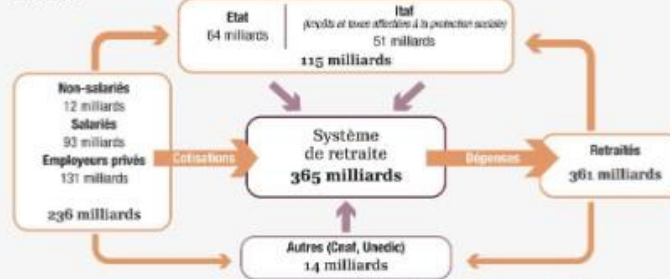 Etat
64 milliards
Itaf
(Impôts et taxes affectées à la protection sociale)
51 milliards
115 milliards
Non-salariés
12 milliards
Salariés
93 milliards
Employeurs privés
131 milliards
236 milliards
Cotisations
Système
de retraite
365 milliards
Dépenses
Retraités
361 milliards
Autres (Cnaf, Unedic)
14 milliards